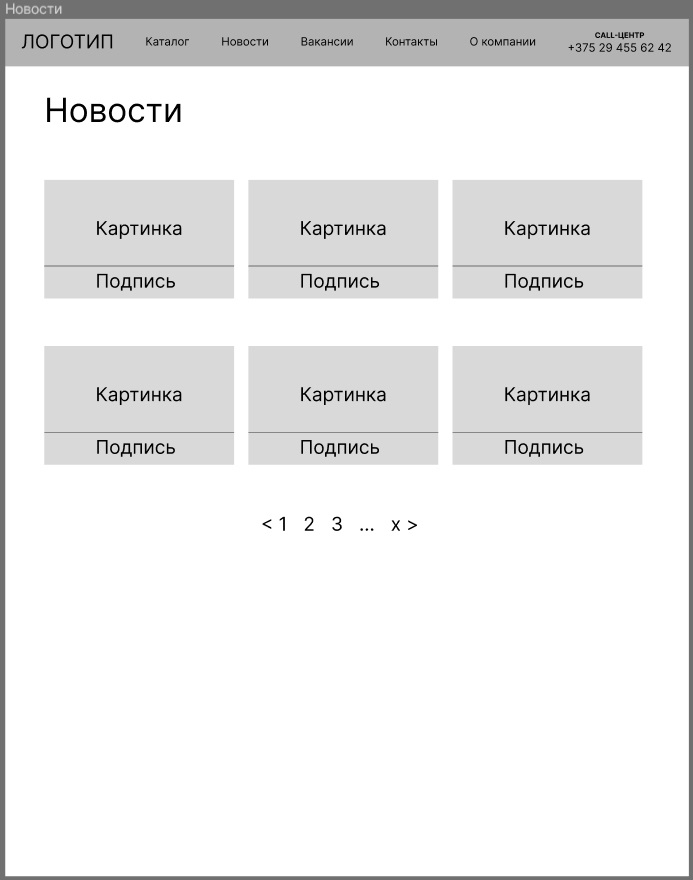 Новости
ЛОГОТИП Каталог Новости Вакансии Контакты О компании CALL-ЦЕНТР
+375 29 455 62 42
Новости
Картинка Картинка Картинка
Подпись Подпись Подпись
Картинка Картинка Картинка
Подпись Подпись Подпись
< 1 2 3 ... x >